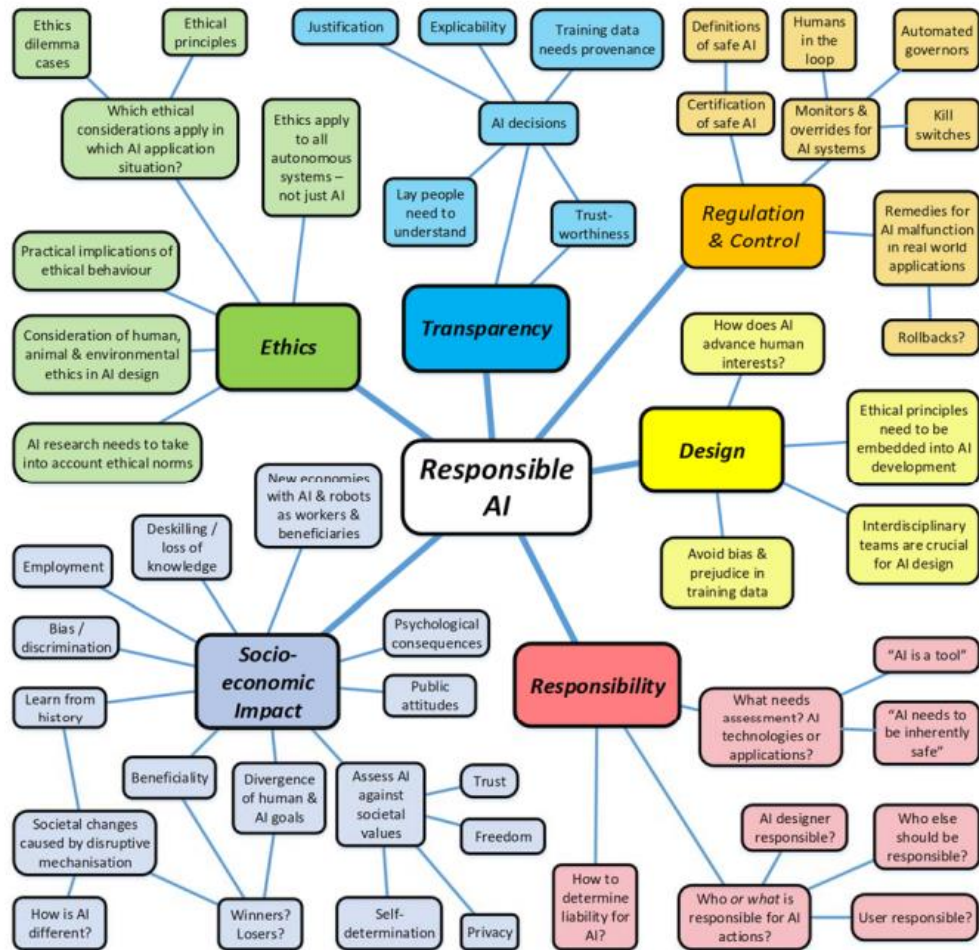 Ethics
dilemma
cases
Ethical
principles
Which ethical
considerations apply in
which AI application
situation?
Ethics apply
to all
autonomous
systems –
not just AI
Practical implications of
ethical behaviour
Consideration of human,
animal & environmental
ethics in AI design
AI research needs to take
into account ethical norms
Ethics
Justification
Explicability
Training data
needs provenance
AI decisions
Lay people
need to
understand
Trust-
worthiness
Transparency
Definitions
of safe AI
Humans in
the loop
Automated
governors
Certification
of safe AI
Monitors &
overrides for
AI systems
Kill
switches
Regulation
& Control
Remedies for
AI malfunction
in real world
applications
Rollbacks?
How does AI
advance human
interests?
Design
Ethical principles
need to be
embedded into AI
development
Interdisciplinary
teams are crucial
for AI design
Avoid bias &
prejudice in
training data
Responsible
AI
New economies
with AI & robots
as workers &
beneficiaries
Deskilling /
loss of
knowledge
Employment
Bias /
discrimination
Learn from
history
Socio-
economic
Impact
Psychological
consequences
Public
attitudes
Beneficiality
Divergence
of human &
AI goals
Assess AI
against
societal
values
Trust
Freedom
Societal changes
caused by disruptive
mechanisation
How is AI
different?
Winners?
Losers?
Self-
determination
Privacy
Responsibility
What needs
assessment? AI
technologies or
applications?
“AI is a tool”
“AI needs to
be inherently
safe”
How to
determine
liability for
AI?
Who or what is
responsible for AI
actions?
AI designer
responsible?
Who else
should be
responsible?
User responsible?